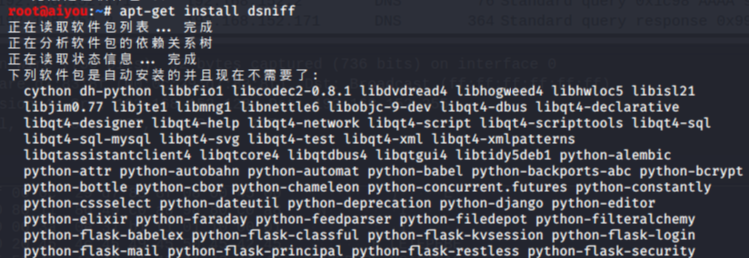 root@aiyou:~# apt-get install dsniff
正在读取软件包列表... 完成
正在分析软件包的依赖关系树
正在读取状态信息... 完成
下列软件包是自动安装的并且现在不需要了：
cython dh-python libbfio1 libcodec2-0.8.1 libdvdread4 libhogweed4 libhwloc5 libisl21
libjim0.77 libjte1 libmng1 libnettle6 libobjc-9-dev libqt4-dbus libqt4-declarative
libqt4-designer libqt4-help libqt4-network libqt4-script libqt4-scripttools libqt4-sql
libqt4-sql-mysql libqt4-svg libqt4-test libqt4-xml libqt4-xmlpatterns
libqtassistantclient4 libqtcore4 libqtdbus4 libqtgui4 libtidy5deb1 python-alembic
python-attr python-autobahn python-automat python-babel python-backports-abc python-bcrypt
python-bottle python-cbor python-chameleon python-concurrent.futures python-constantly
python-cssselect python-dateutil python-deprecation python-django python-editor
python-elixir python-faraday python-feedparser python-filedepot python-filteralchemy
python-flask-babelex python-flask-classful python-flask-kvsession python-flask-login
python-flask-mail python-flask-principal python-flask-restless python-flask-security